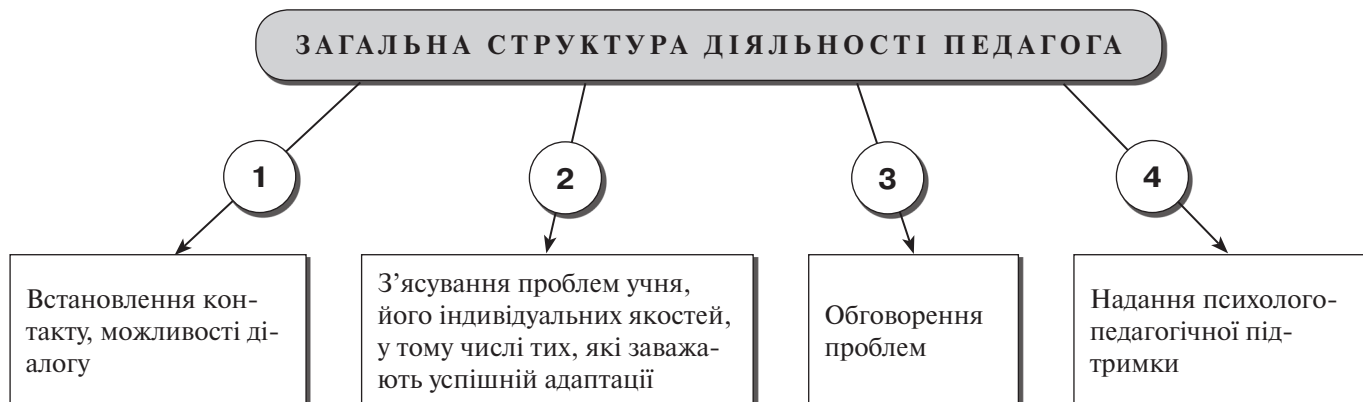 ЗАГАЛЬНА СТРУКТУРА ДІЯЛЬНОСТІ ПЕДАГОГА
1
2
3
4
Встановлення кон-
такту, можливості ді-
алогу
З’ясування проблем учня,
його індивідуальних якостей,
у тому числі тих, які заважа-
ють успішній адаптації
Обговорення
проблем
Надання психолого-
педагогічної під-
тримки